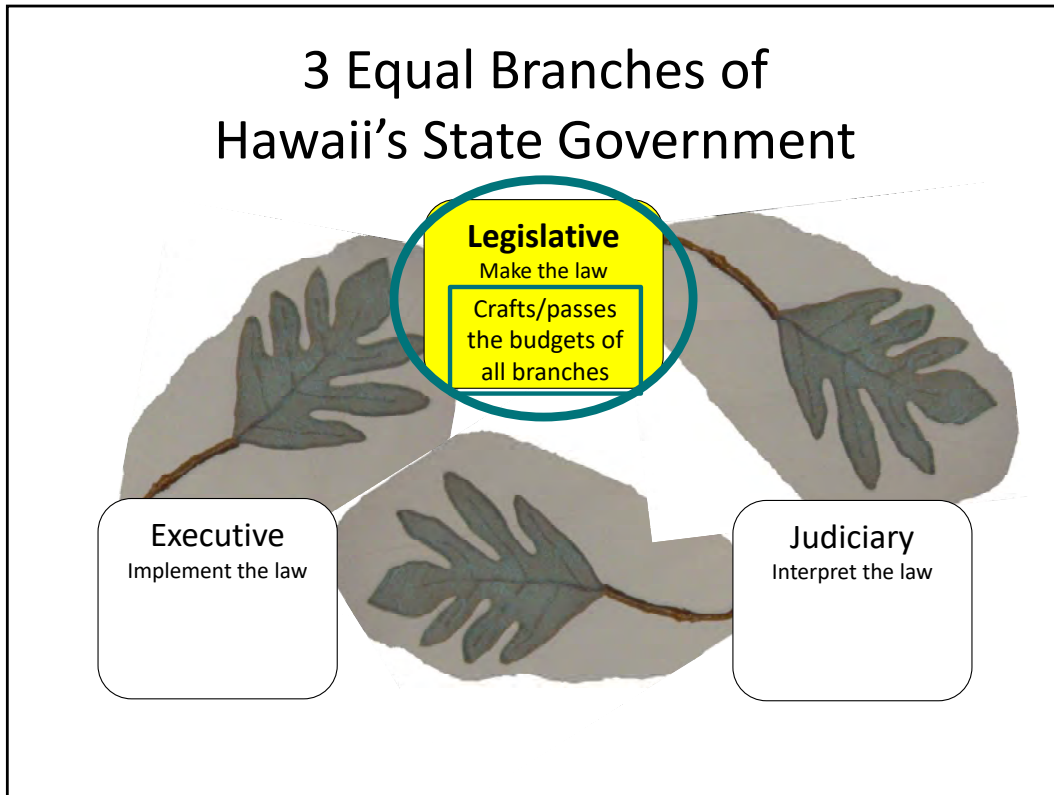 3 Equal Branches of
Hawaii’s State Government
Legislative
Make the law
Crafts/passes
the budgets of
all branches
Executive
Implement the law
Judiciary
Interpret the law